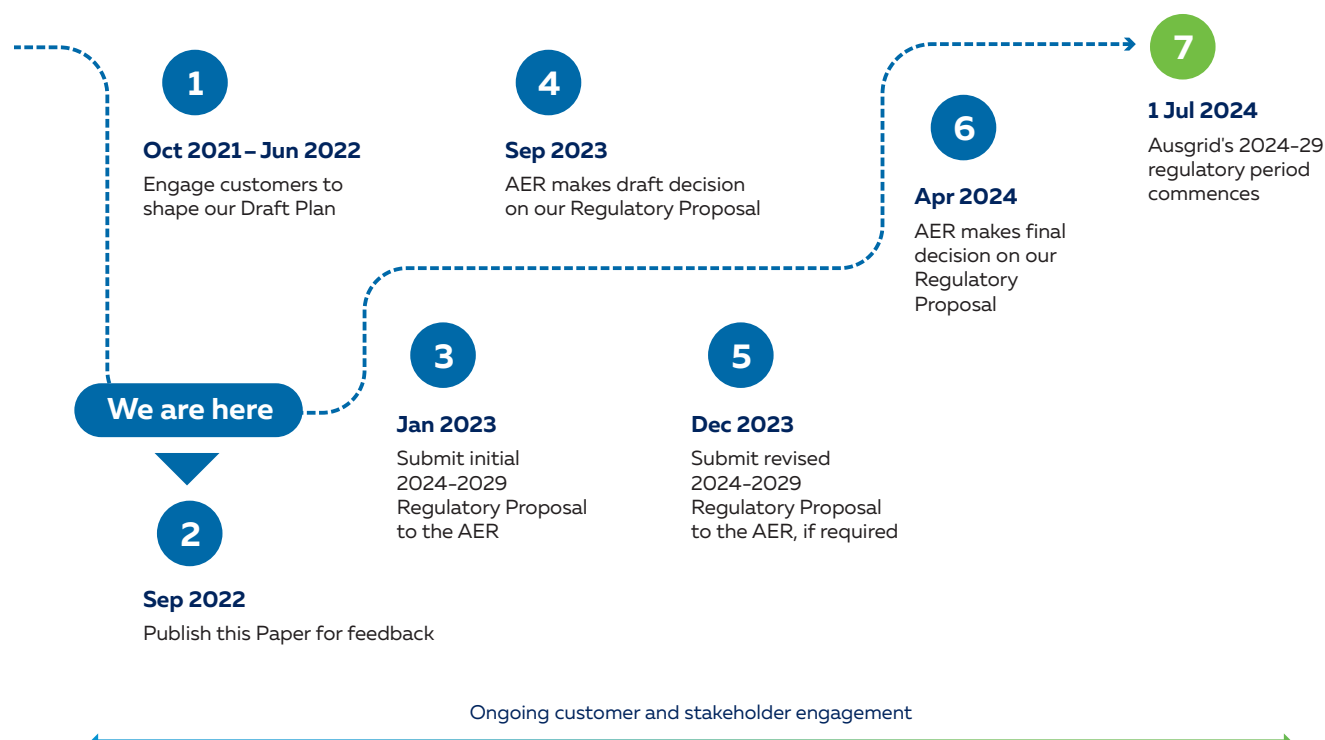 1
Oct 2021 – Jun 2022
Engage customers to
shape our Draft Plan
We are here
2
Sep 2022
Publish this Paper for feedback
3
Jan 2023
Submit initial
2024-2029
Regulatory Proposal
to the AER
4
Sep 2023
AER makes draft decision
on our Regulatory Proposal
5
Dec 2023
Submit revised
2024-2029
Regulatory Proposal
to the AER, if required
6
Apr 2024
AER makes final
decision on our
Regulatory
Proposal
7
1 Jul 2024
Ausgrid's 2024-29
regulatory period
commences
Ongoing customer and stakeholder engagement